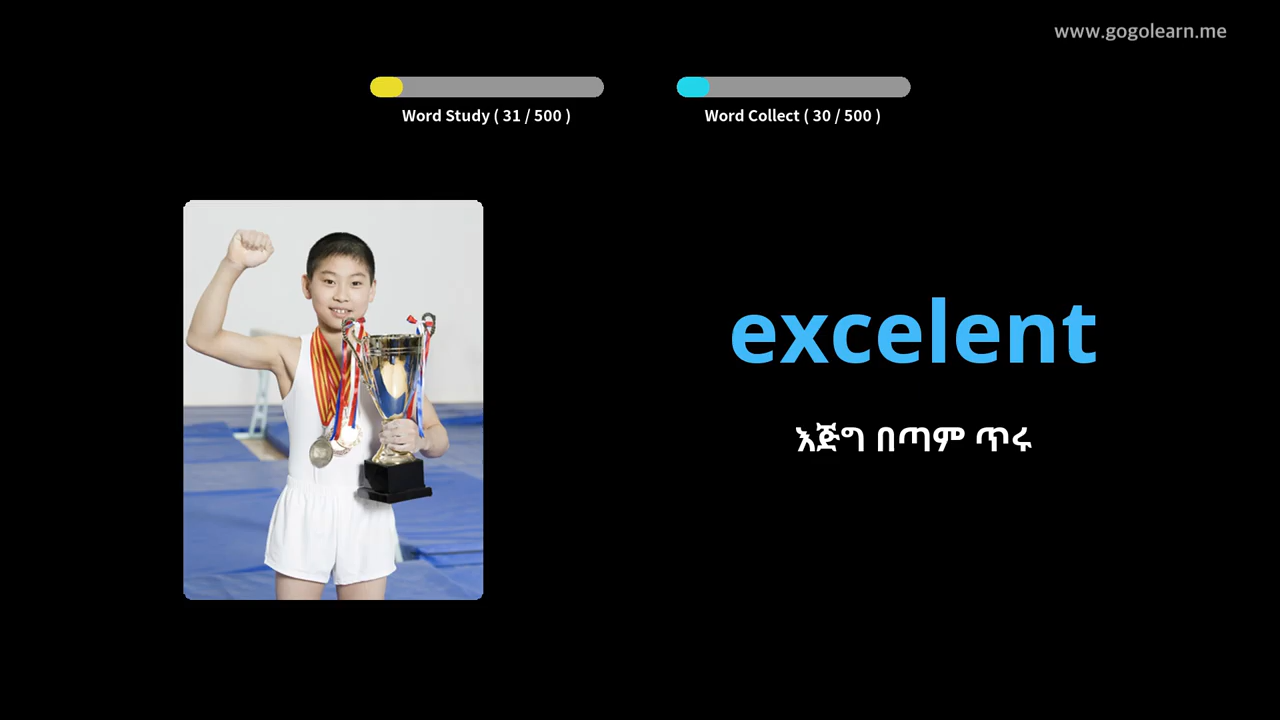 www.gogolearn.me
Word Study ( 31 / 500 )
Word Collect ( 30 / 500 )
excelent
እጅግ በጣም ጥሩ